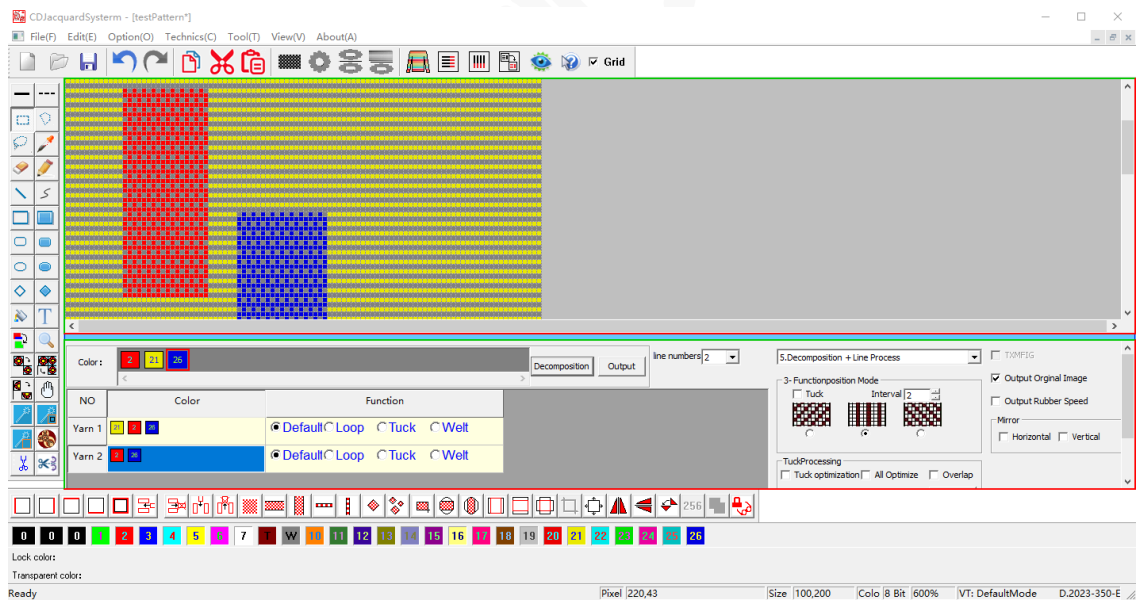 CDJacquardSysterm - [testPattern*]
File(F) Edit(E) Option(O) Technics(C) Tool(T) View(V) About(A)
Grid
T
Color: 2 21 26
Decomposition Output
line numbers 2
5.Decomposition + Line Process
TXMFIG
3- Functionposition Mode
Tuck Interval 2
Output Orginal Image
Output Rubber Speed
Mirror
Horizontal Vertical
TuckProcessing
Tuck optimization All Optimize Overlap
NO Color Function
Yarn 1 21 2 26 Default Loop Tuck Welt
Yarn 2 2 26 Default Loop Tuck Welt
256
0 0 0 1 2 3 4 5 6 7 T W 10 11 12 13 14 15 16 17 18 19 20 21 22 23 24 25 26
Lock color:
Transparent color:
Ready Pixel 220,43 Size 100,200 Colo 8 Bit 600% VT: DefaultMode D.2023-350-E